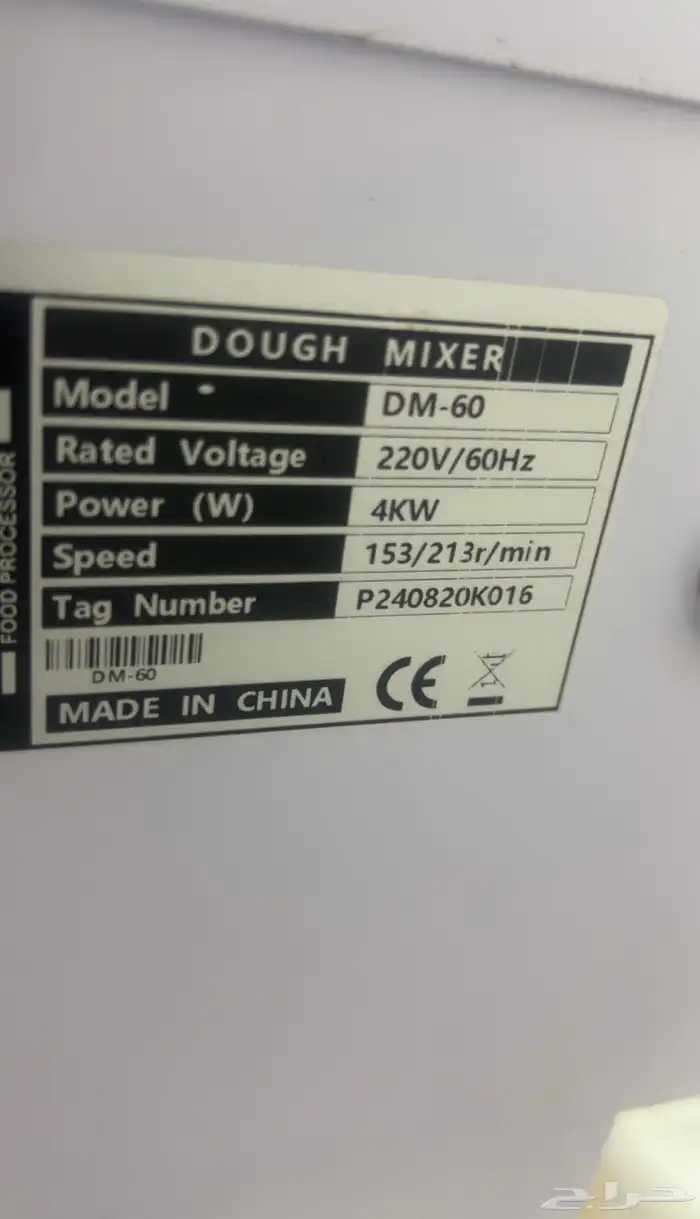 DOUGH MIXER
Model DM-60
Rated Voltage 220V/60Hz
Power (W) 4KW
Speed 153/213r/min
Tag Number P240820K016
DM-60
MADE IN CHINA CE
FOOD PROCESSOR
حراج